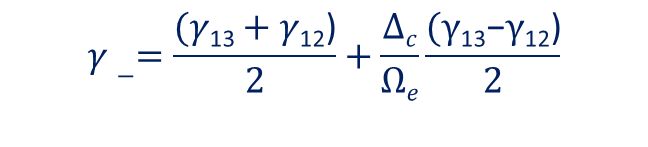 γ _= (γ₁₃ + γ₁₂)/2 + Δ_c/Ω_e (γ₁₃–γ₁₂)/2